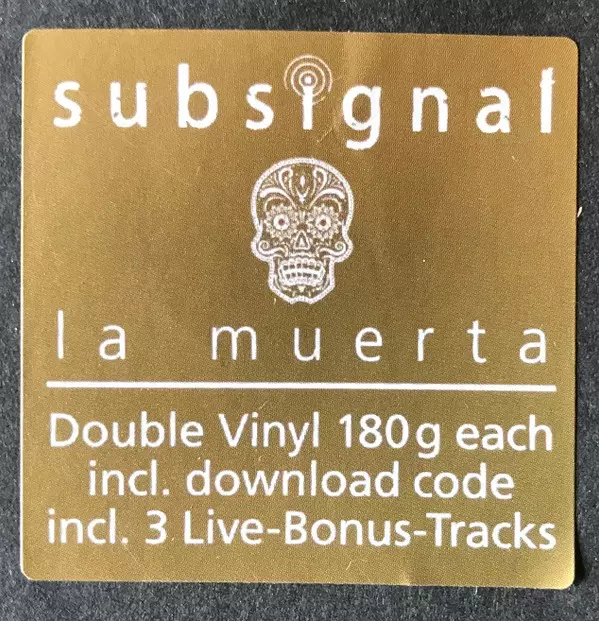 subsignal
la muerta
Double Vinyl 180g each
incl. download code
incl. 3 Live-Bonus-Tracks